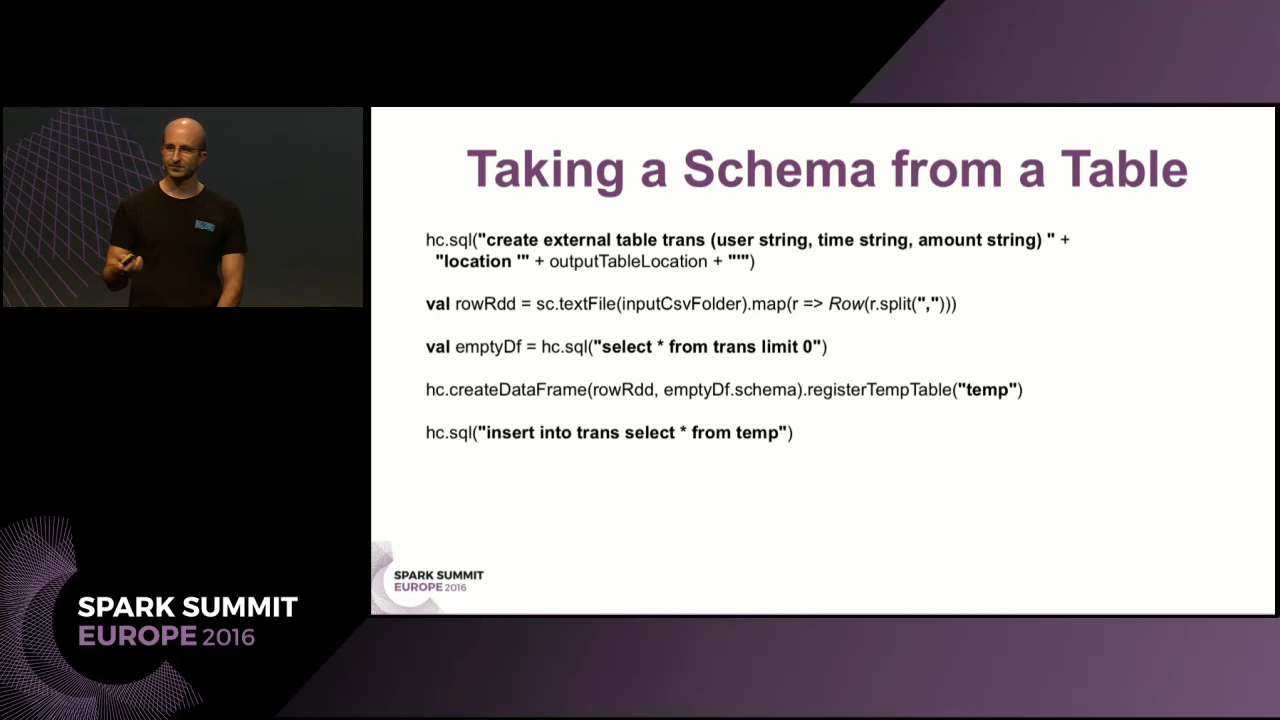 Taking a Schema from a Table
hc.sql("create external table trans (user string, time string, amount string) " +
"location '" + outputTableLocation + "'")
val rowRdd = sc.textFile(inputCsvFolder).map(r => Row(r.split(",")))
val emptyDf = hc.sql("select * from trans limit 0")
hc.createDataFrame(rowRdd, emptyDf.schema).registerTempTable("temp")
hc.sql("insert into trans select * from temp")
SPARK SUMMIT
EUROPE 2016
SPARK SUMMIT
EUROPE 2016